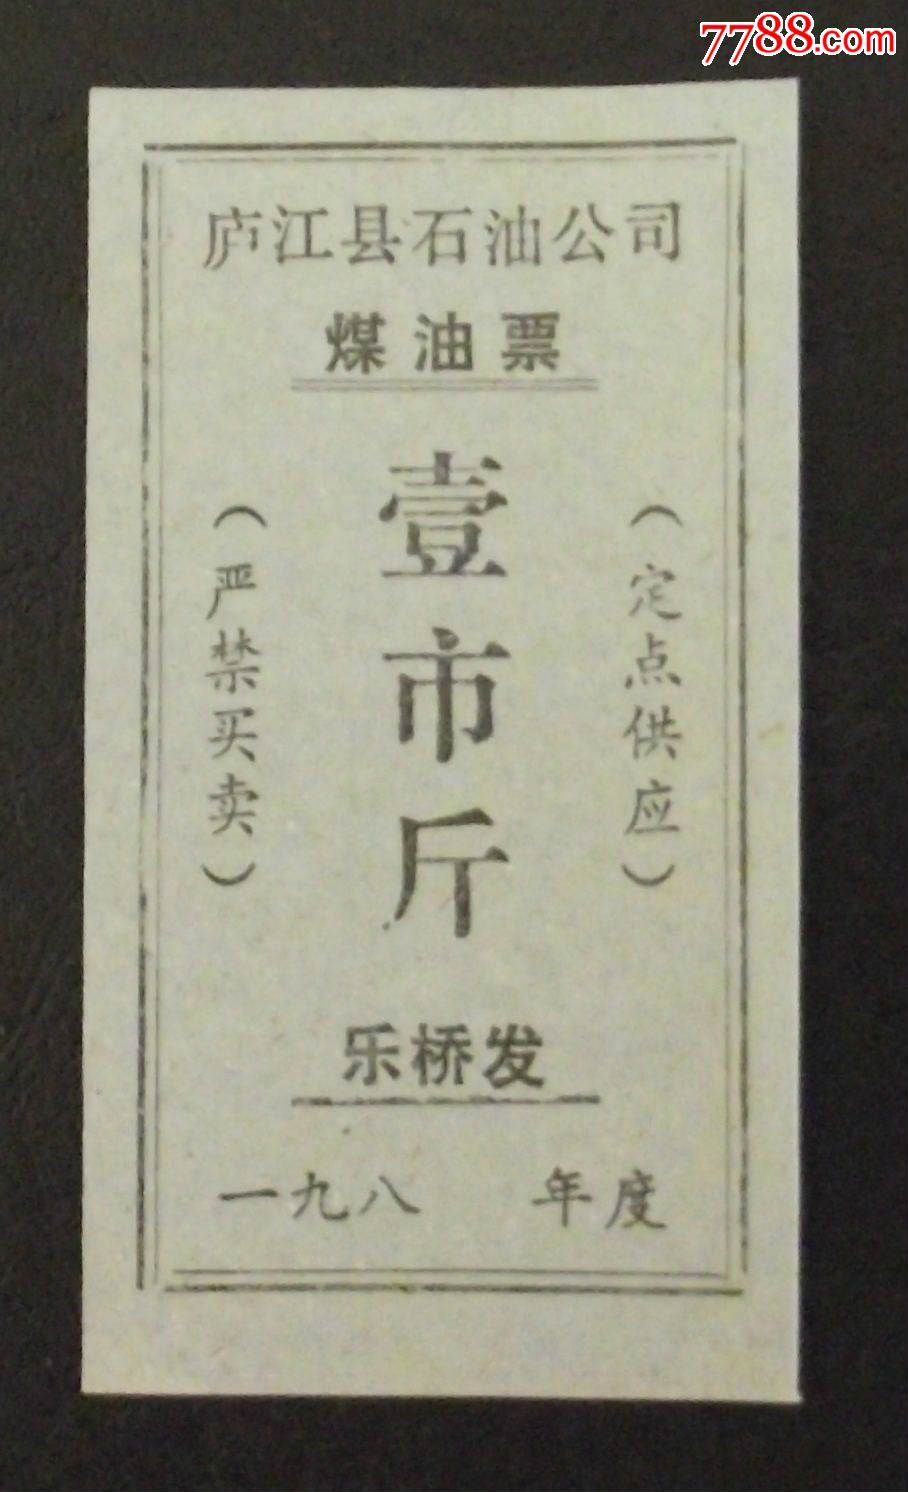 7788.com
庐江县石油公司
煤油票
壹市斤
（定点供应）
（严禁买卖）
乐桥发
一九八　年度